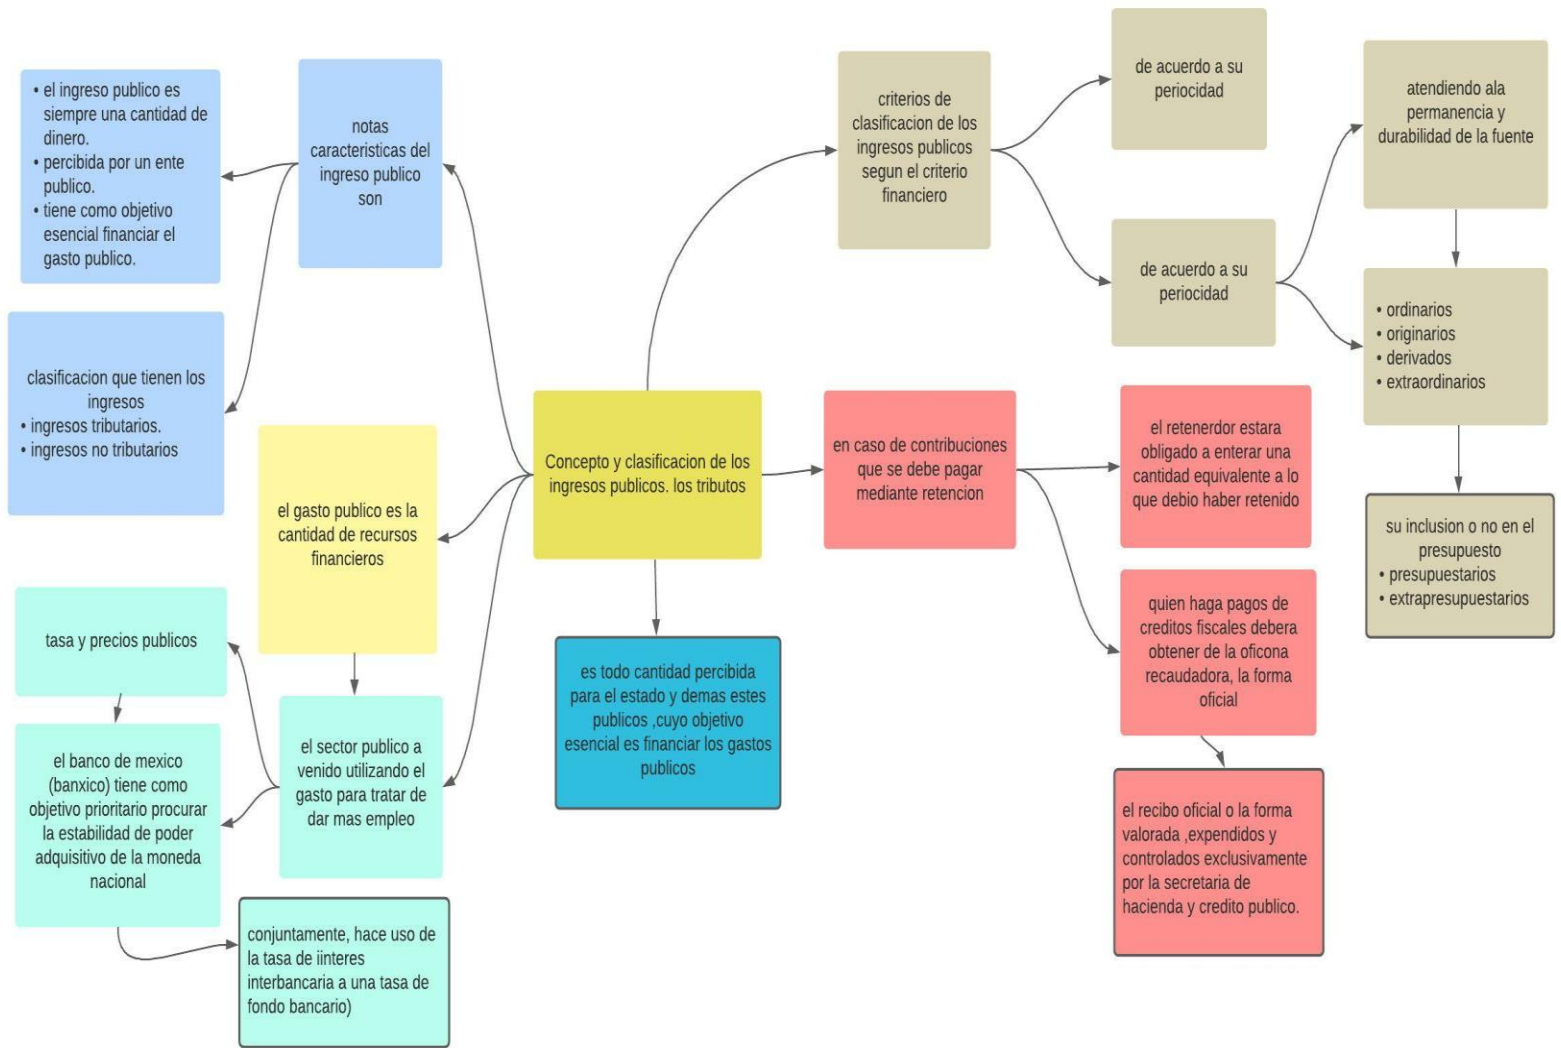 • el ingreso publico es
siempre una cantidad de
dinero.
• percibida por un ente
publico.
• tiene como objetivo
esencial financiar el
gasto publico.
notas
caracteristicas del
ingreso publico
son
clasificacion que tienen los
ingresos
• ingresos tributarios.
• ingresos no tributarios
el gasto publico es la
cantidad de recursos
financieros
tasa y precios publicos
el banco de mexico
(banxico) tiene como
objetivo prioritario procurar
la estabilidad de poder
adquisitivo de la moneda
nacional
el sector publico a
venido utilizando el
gasto para tratar de
dar mas empleo
conjuntamente, hace uso de
la tasa de iinteres
interbancaria a una tasa de
fondo bancario)
Concepto y clasificacion de los
ingresos publicos. los tributos
es todo cantidad percibida
para el estado y demas estes
publicos ,cuyo objetivo
esencial es financiar los gastos
publicos
criterios de
clasificacion de los
ingresos publicos
segun el criterio
financiero
de acuerdo a su
periocidad
de acuerdo a su
periocidad
atendiendo ala
permanencia y
durabilidad de la fuente
• ordinarios
• originarios
• derivados
• extraordinarios
su inclusion o no en el
presupuesto
• presupuestarios
• extrapresupuestarios
en caso de contribuciones
que se debe pagar
mediante retencion
el retenerdor estara
obligado a enterar una
cantidad equivalente a lo
que debio haber retenido
quien haga pagos de
creditos fiscales debera
obtener de la oficona
recaudadora, la forma
oficial
el recibo oficial o la forma
valorada ,expendidos y
controlados exclusivamente
por la secretaria de
hacienda y credito publico.